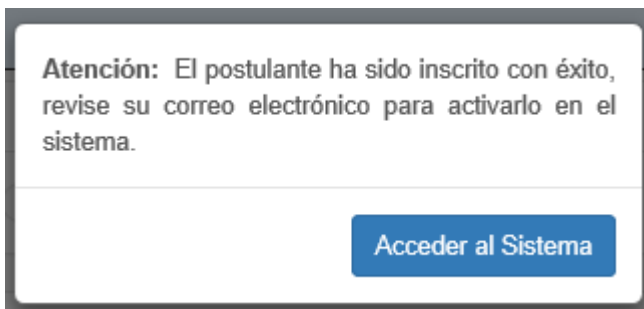 Atención: El postulante ha sido inscrito con éxito,
revise su correo electrónico para activarlo en el
sistema.
Acceder al Sistema